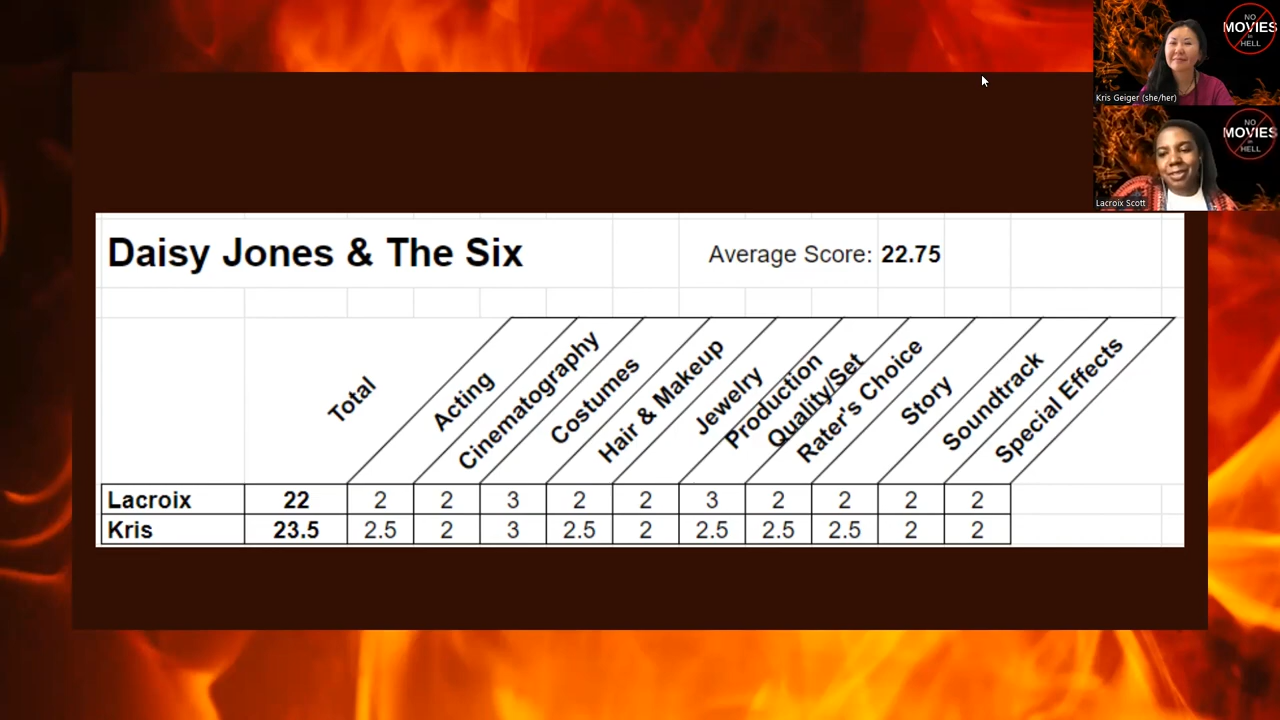 NO
MOVIES
in
HELL
Kris Geiger (she/her)
NO
MOVIES
in
HELL
Lacroix Scott
Daisy Jones & The Six
Average Score: 22.75
Total
Acting
Cinematography
Costumes
Hair & Makeup
Jewelry
Production
Quality/Set
Rater's Choice
Story
Soundtrack
Special Effects
Lacroix 22 2 2 3 2 2 3 2 2 2 2
Kris 23.5 2.5 2 3 2.5 2 2.5 2.5 2.5 2 2